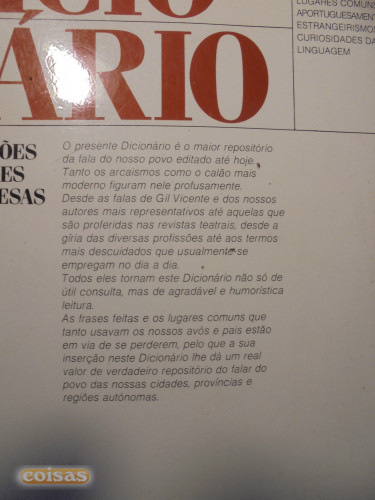 ÁRIO
LUGARES COMUNS
ESTRANGEIRISMO
CURIOSIDADES DA
LINGUAGEM
ÕES
ES
ESAS
O presente Dicionário é o maior repositório
da fala do nosso povo editado até hoje.
Tanto os arcaismos como o calão mais
moderno figuram nele profusamente.
Desde as falas de Gil Vicente e dos nossos
autores mais representativos até aquelas que
são proferidas nas revistas teatrais, desde a
gíria das diversas profissões até aos termos
mais descuidados que usualmente se
empregam no dia a dia.
Todos eles tornam este Dicionário não só de
útil consulta, mas de agradável e humorística
leitura.
As frases feitas e os lugares comuns que
tanto usavam os nossos avós e pais estão
em via de se perderem, pelo que a sua
inserção neste Dicionário lhe dá um real
valor de verdadeiro repositório do falar do
povo das nossas cidades, províncias e
regiões autónomas.
coisas